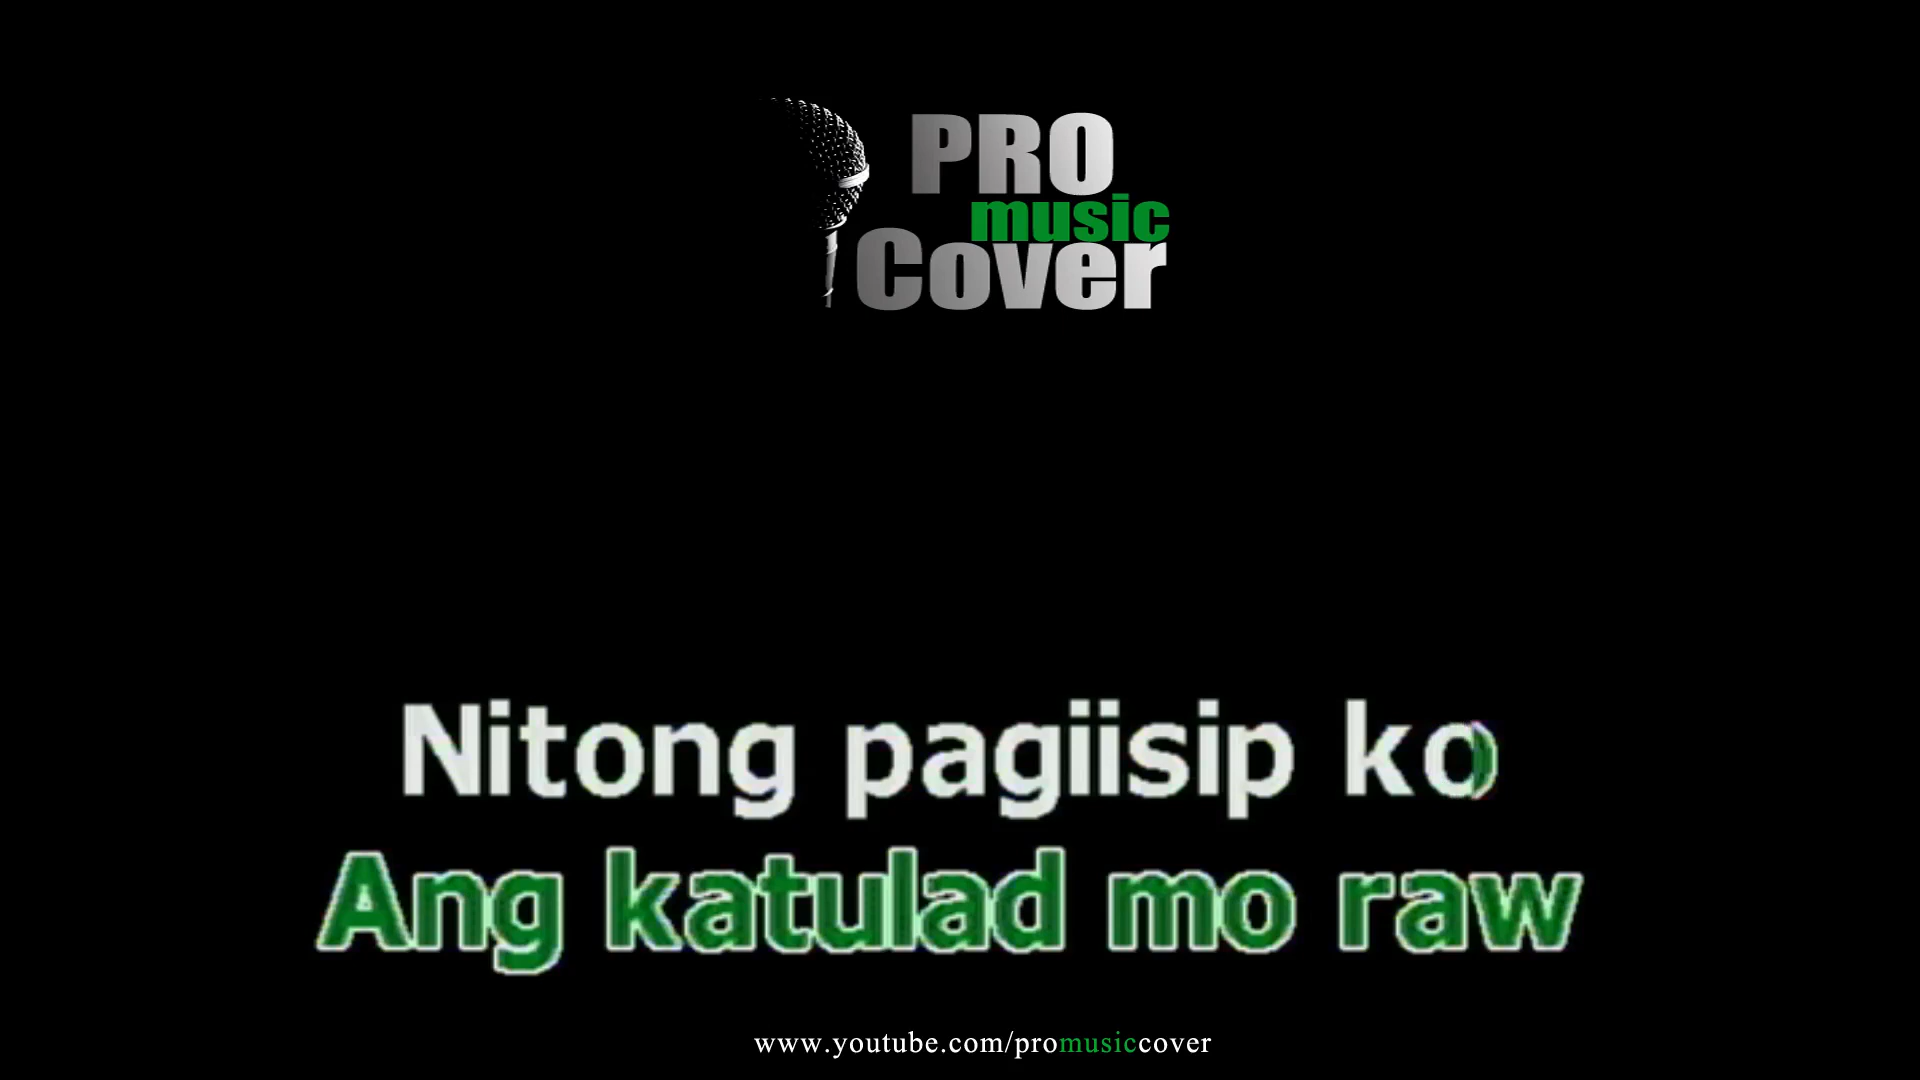 PRO
music
Cover
Nitong pagiisip ko
Ang katulad mo raw
www.youtube.com/promusiccover